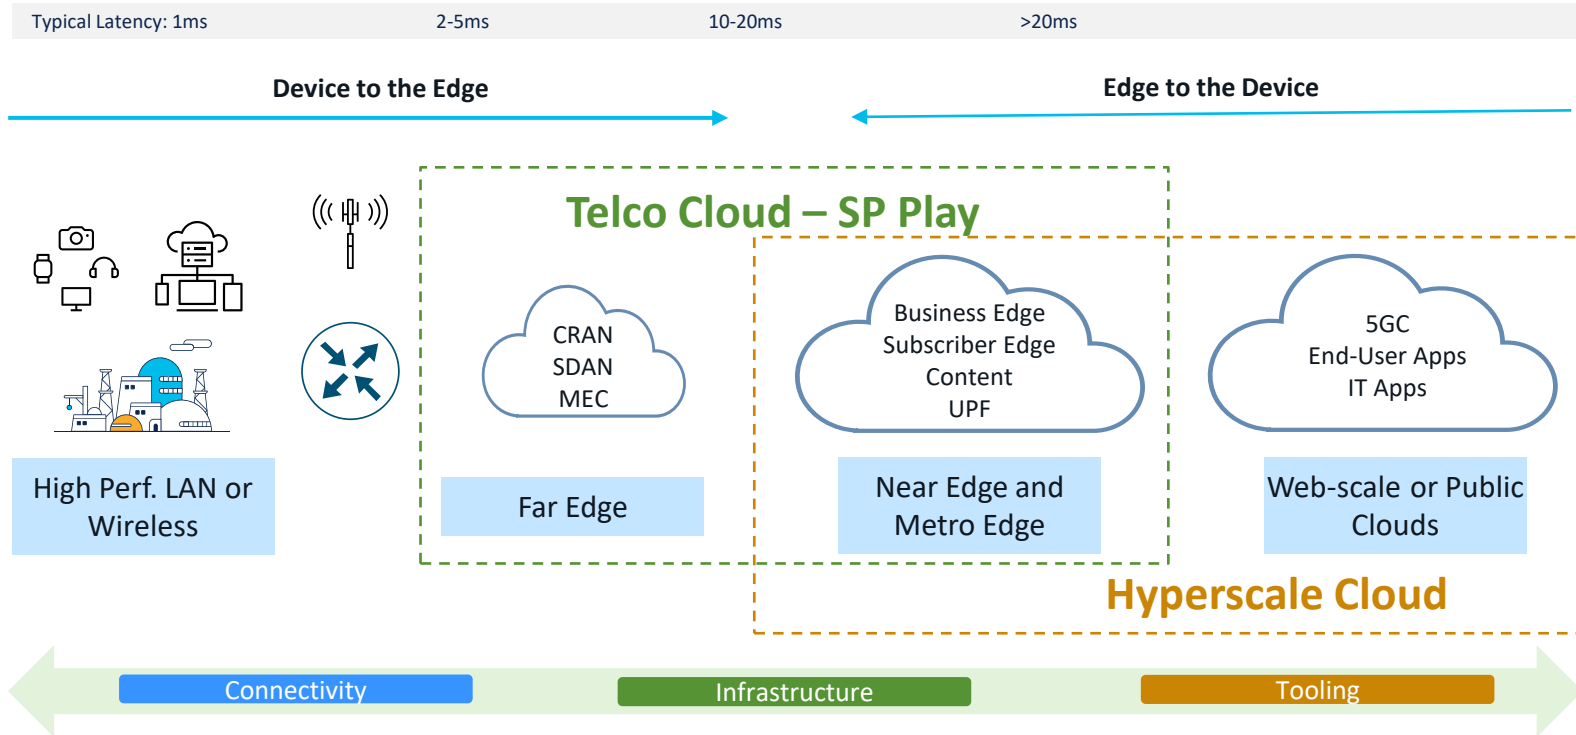 Typical Latency: 1ms
2-5ms
10-20ms
>20ms
Device to the Edge
Edge to the Device
Telco Cloud – SP Play
CRAN
SDAN
MEC
Business Edge
Subscriber Edge
Content
UPF
5GC
End-User Apps
IT Apps
High Perf. LAN or
Wireless
Far Edge
Near Edge and
Metro Edge
Web-scale or Public
Clouds
Hyperscale Cloud
Connectivity
Infrastructure
Tooling